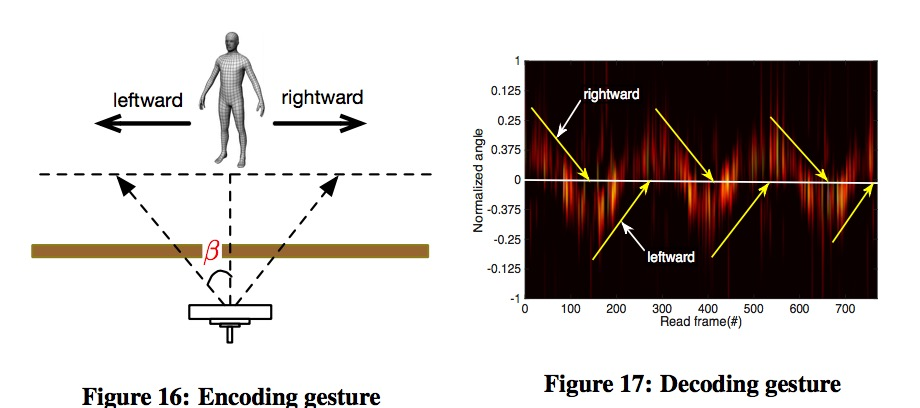 leftward
rightward
β
Figure 16: Encoding gesture
1
0.125
0.25
0.375
0
-0.375
-0.25
-0.125
-1
Normalized angle
rightward
leftward
0 100 200 300 400 500 600 700
Read frame(#)
Figure 17: Decoding gesture